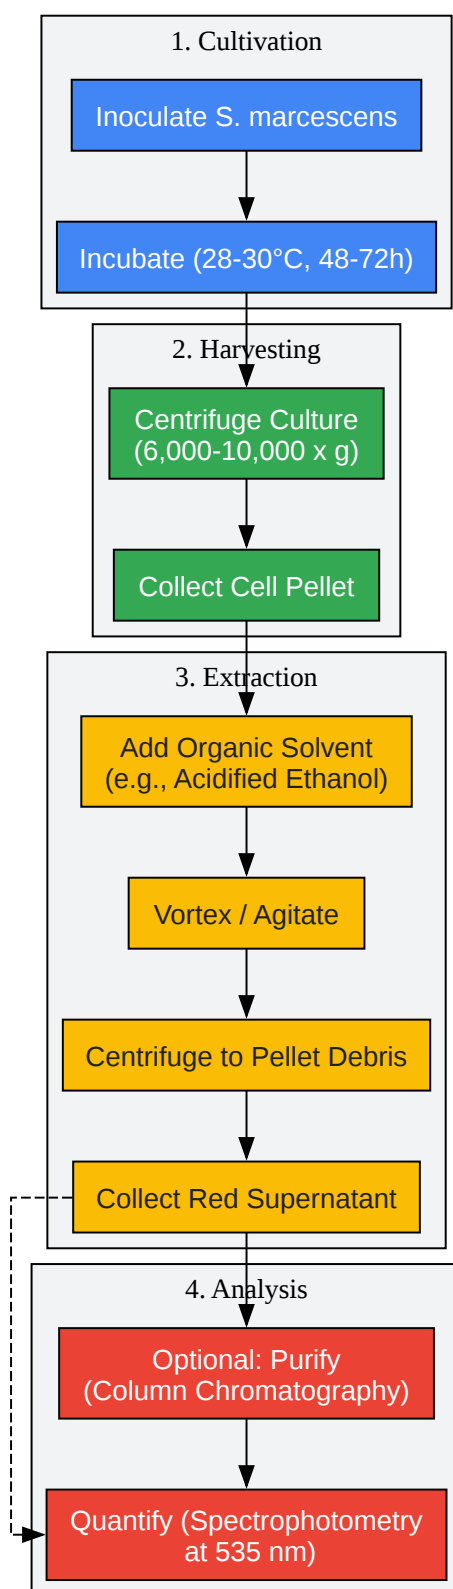 1. Cultivation
Inoculate S. marcescens
Incubate (28-30°C, 48-72h)
2. Harvesting
Centrifuge Culture
(6,000-10,000 x g)
Collect Cell Pellet
3. Extraction
Add Organic Solvent
(e.g., Acidified Ethanol)
Vortex / Agitate
Centrifuge to Pellet Debris
Collect Red Supernatant
4. Analysis
Optional: Purify
(Column Chromatography)
Quantify (Spectrophotometry
at 535 nm)